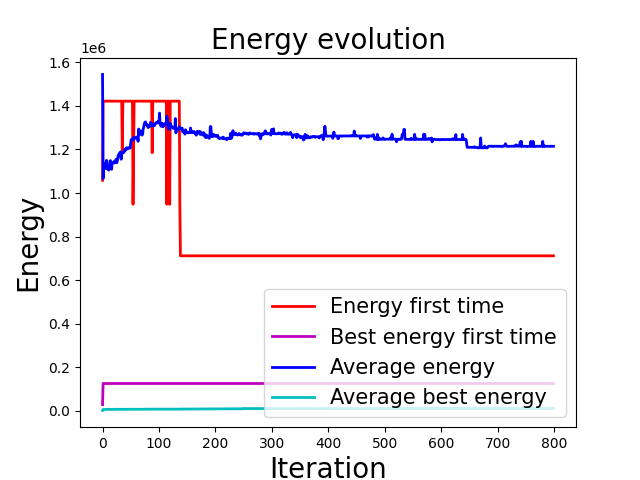 Energy evolution
1e6
1.6
1.4
1.2
1.0
0.8
0.6
0.4
0.2
0.0
Energy
Energy first time
Best energy first time
Average energy
Average best energy
0 100 200 300 400 500 600 700 800
Iteration